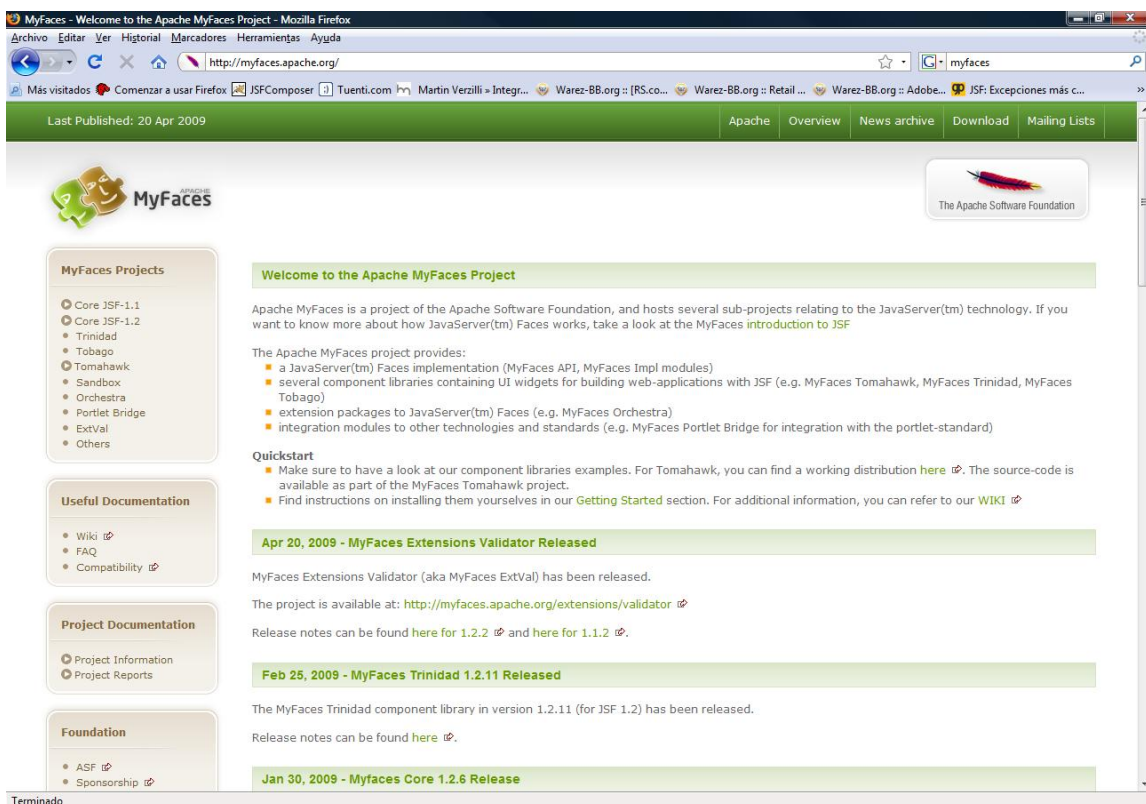 MyFaces - Welcome to the Apache MyFaces Project - Mozilla Firefox
Archivo Editar Ver Historial Marcadores Herramientas Ayuda
http://myfaces.apache.org/
myfaces
Más visitados Comenzar a usar Firefox JSFComposer Tuenti.com Martin Verzilli » Integr... Warez-BB.org :: [RS.co... Warez-BB.org :: Retail ... Warez-BB.org :: Adobe... JSF: Excepciones más c... »
Last Published: 20 Apr 2009
Apache Overview News archive Download Mailing Lists
APACHE
MyFaces
The Apache Software Foundation
MyFaces Projects
Core JSF-1.1
Core JSF-1.2
Trinidad
Tobago
Tomahawk
Sandbox
Orchestra
Portlet Bridge
ExtVal
Others
Useful Documentation
Wiki
FAQ
Compatibility
Project Documentation
Project Information
Project Reports
Foundation
ASF
Sponsorship
Welcome to the Apache MyFaces Project
Apache MyFaces is a project of the Apache Software Foundation, and hosts several sub-projects relating to the JavaServer(tm) technology. If you
want to know more about how JavaServer(tm) Faces works, take a look at the MyFaces introduction to JSF
The Apache MyFaces project provides:
a JavaServer(tm) Faces implementation (MyFaces API, MyFaces Impl modules)
several component libraries containing UI widgets for building web-applications with JSF (e.g. MyFaces Tomahawk, MyFaces Trinidad, MyFaces
Tobago)
extension packages to JavaServer(tm) Faces (e.g. MyFaces Orchestra)
integration modules to other technologies and standards (e.g. MyFaces Portlet Bridge for integration with the portlet-standard)
Quickstart
Make sure to have a look at our component libraries examples. For Tomahawk, you can find a working distribution here. The source-code is
available as part of the MyFaces Tomahawk project.
Find instructions on installing them yourselves in our Getting Started section. For additional information, you can refer to our WIKI
Apr 20, 2009 - MyFaces Extensions Validator Released
MyFaces Extensions Validator (aka MyFaces ExtVal) has been released.
The project is available at: http://myfaces.apache.org/extensions/validator
Release notes can be found here for 1.2.2 and here for 1.1.2.
Feb 25, 2009 - MyFaces Trinidad 1.2.11 Released
The MyFaces Trinidad component library in version 1.2.11 (for JSF 1.2) has been released.
Release notes can be found here.
Jan 30, 2009 - Myfaces Core 1.2.6 Release
Terminado